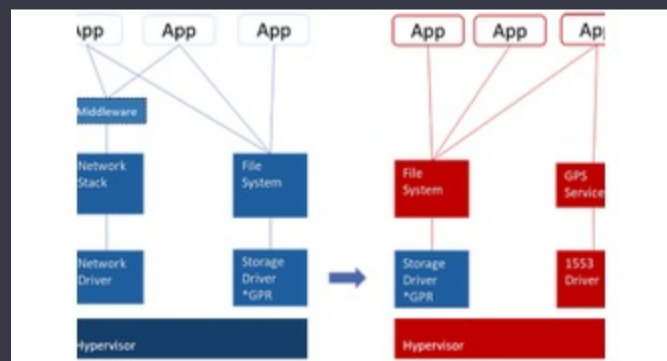 App App App
Middleware
Network
Stack
File
System
Network
Driver
Storage
Driver
*GPR
Hypervisor
App App App
File
System
GPS
Service
Storage
Driver
*GPR
1553
Driver
Hypervisor